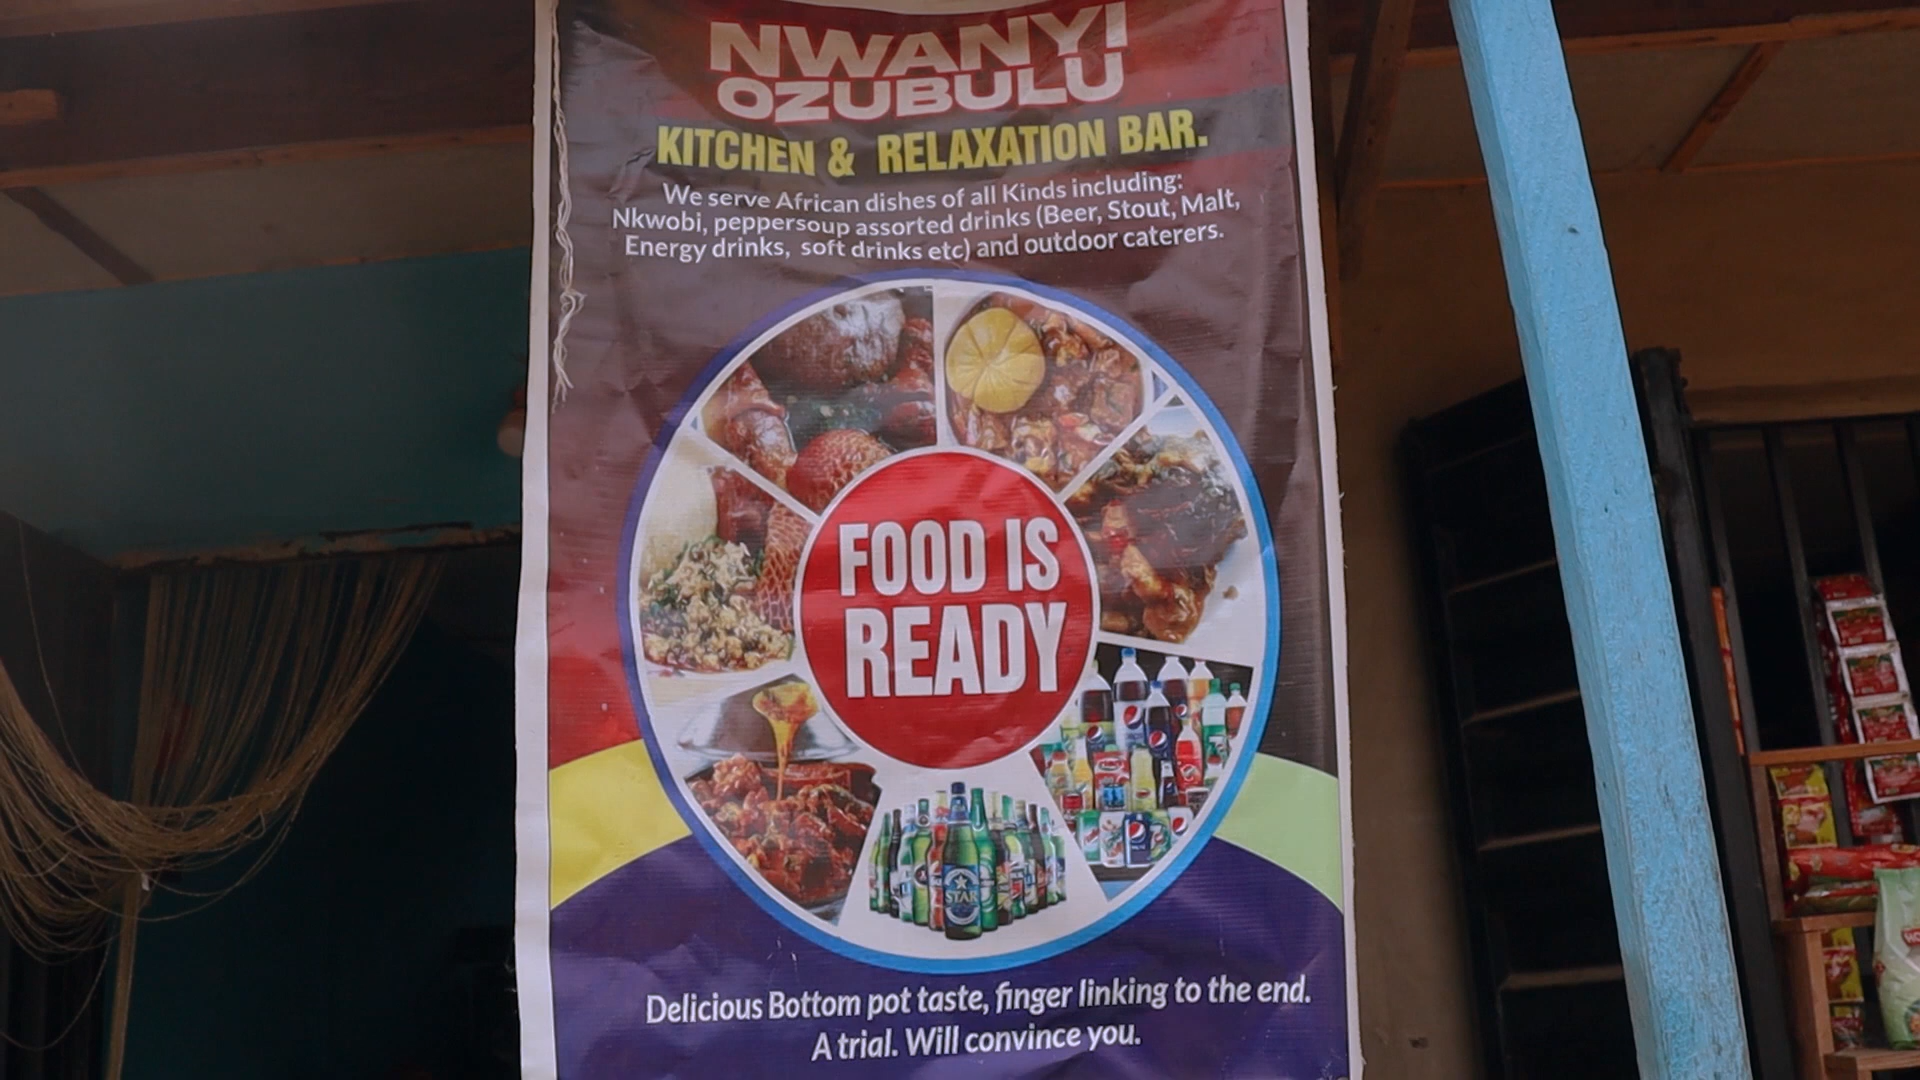 NWANYI
OZUBULU
KITCHEN & RELAXATION BAR.
We serve African dishes of all Kinds including:
Nkwobi, peppersoup assorted drinks (Beer, Stout, Malt,
Energy drinks, soft drinks etc) and outdoor caterers.
FOOD IS
READY
STAR
Delicious Bottom pot taste, finger linking to the end.
A trial. Will convince you.